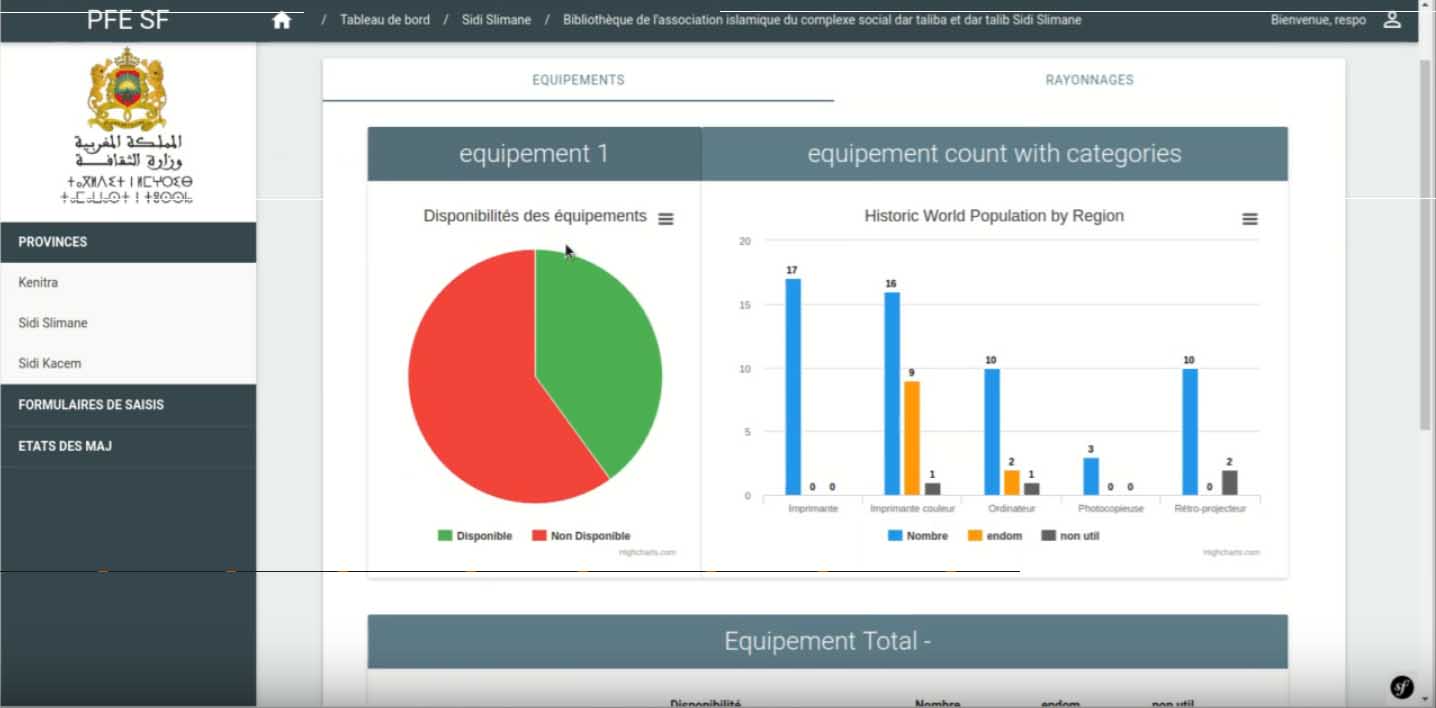 PFE SF
/ Tableau de bord / Sidi Slimane / Bibliothèque de l'association islamique du complexe social dar taliba et dar talib Sidi Slimane
Bienvenue, respo
المملكة المغربية
وزارة الثقافة
ⵜⴰⴳⵍⴷⵉⵜ ⵏ ⵍⵎⵖⵔⵉⴱ
PROVINCES
Kenitra
Sidi Slimane
Sidi Kacem
FORMULAIRES DE SAISIS
ETATS DES MAJ
EQUIPEMENTS
RAYONNAGES
equipement 1
equipement count with categories
Disponibilités des équipements
Disponible Non Disponible
Highcharts.com
Historic World Population by Region
20
15
10
5
0
17 0 0
16 9 1
10 2 1
3 0 0
10 0 2
Imprimante Imprimante couleur Ordinateur Photocopieuse Rétro-projecteur
Nombre endom non util
Highcharts.com
Equipement Total -
Disponibilité Nombre endom non util
sf